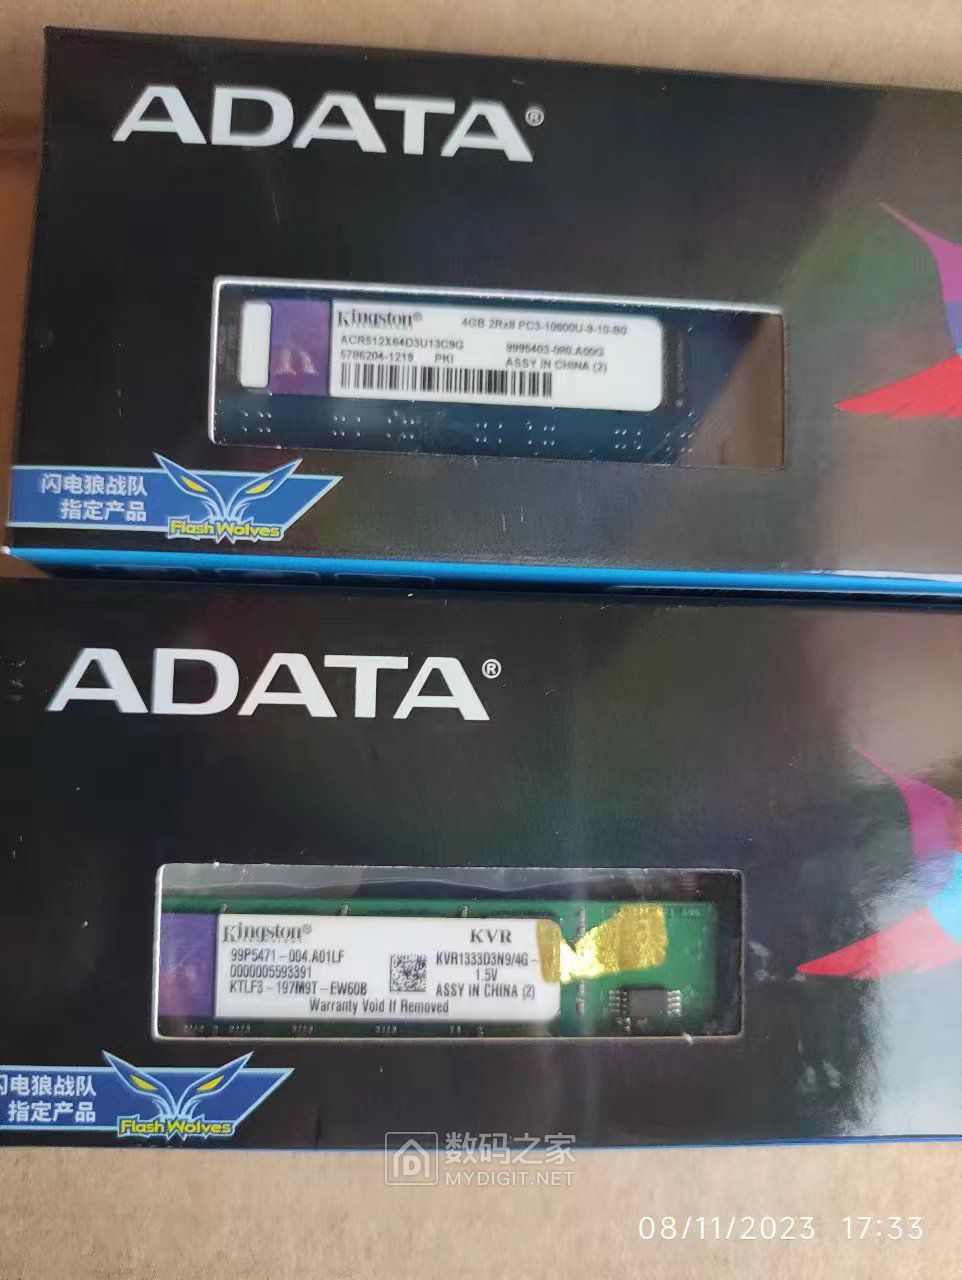 ADATA®
Kingston®
TECHNOLOGY
4GB 2Rx8 PC3-10600U-9-10-B0
ACR512X64D3U13C9G
9995403-080.A00G
5786204-1219 PKI
ASSY IN CHINA (2)
闪电狼战队
指定产品
Flash Wolves
ADATA®
Kingston®
TECHNOLOGY
KVR
99P5471-004.A01LF
KVR1333D3N9/4G-
0000005593391
1.5V
KTLF3-197M9T-EW60B
ASSY IN CHINA (2)
Warranty Void If Removed
闪电狼战队
指定产品
Flash Wolves
数码之家
MYDIGIT.NET
08/11/2023 17:33